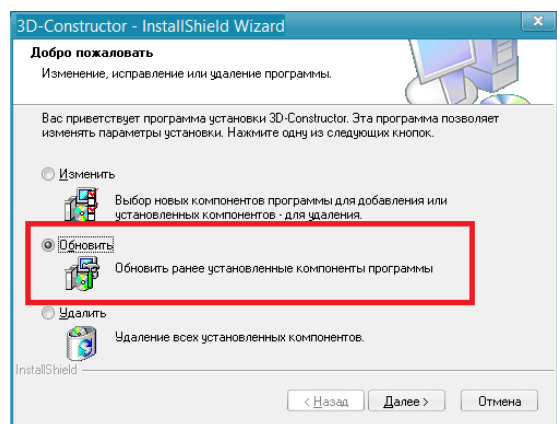 3D-Constructor - InstallShield Wizard
Добро пожаловать
Изменение, исправление или удаление программы.
Вас приветствует программа установки 3D-Constructor. Эта программа позволяет
изменять параметры установки. Нажмите одну из следующих кнопок.
Изменить
Выбор новых компонентов программы для добавления или
установленных компонентов - для удаления.
Обновить
Обновить ранее установленные компоненты программы
Удалить
Удаление всех установленных компонентов.
InstallShield
< Назад Далее > Отмена